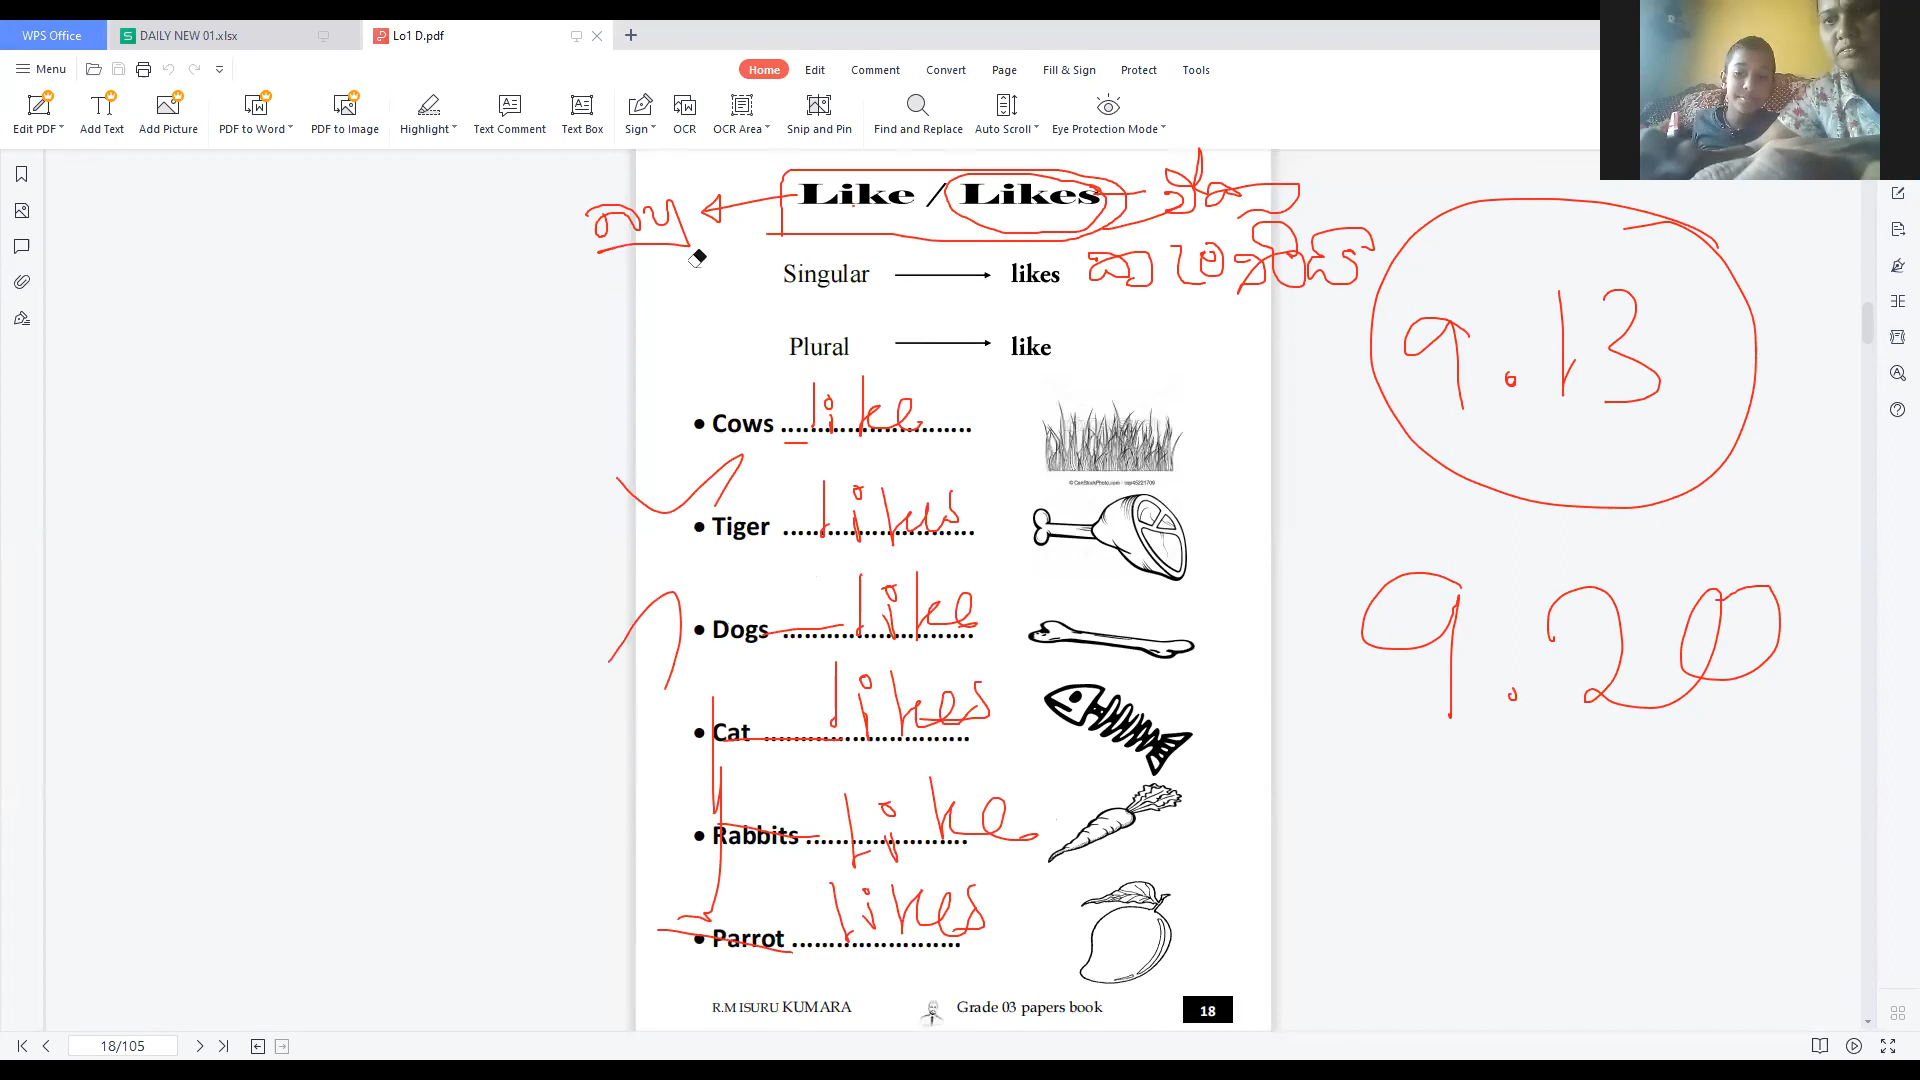 WPS Office
DAILY NEW 01.xlsx
Lo1 D.pdf
Menu
Home Edit Comment Convert Page Fill & Sign Protect Tools
Edit PDF Add Text Add Picture PDF to Word PDF to Image Highlight Text Comment Text Box Sign OCR OCR Area Snip and Pin Find and Replace Auto Scroll Eye Protection Mode
Like / Likes
Singular likes
Plural like
9.13
• Cows ........................... like
• Tiger ........................... likes
• Dogs ........................... like
9.20
• Cat ............................. likes
• Rabbits ....................... Like
• Parrot ........................ likes
R.M ISURU KUMARA Grade 03 papers book 18
18/105